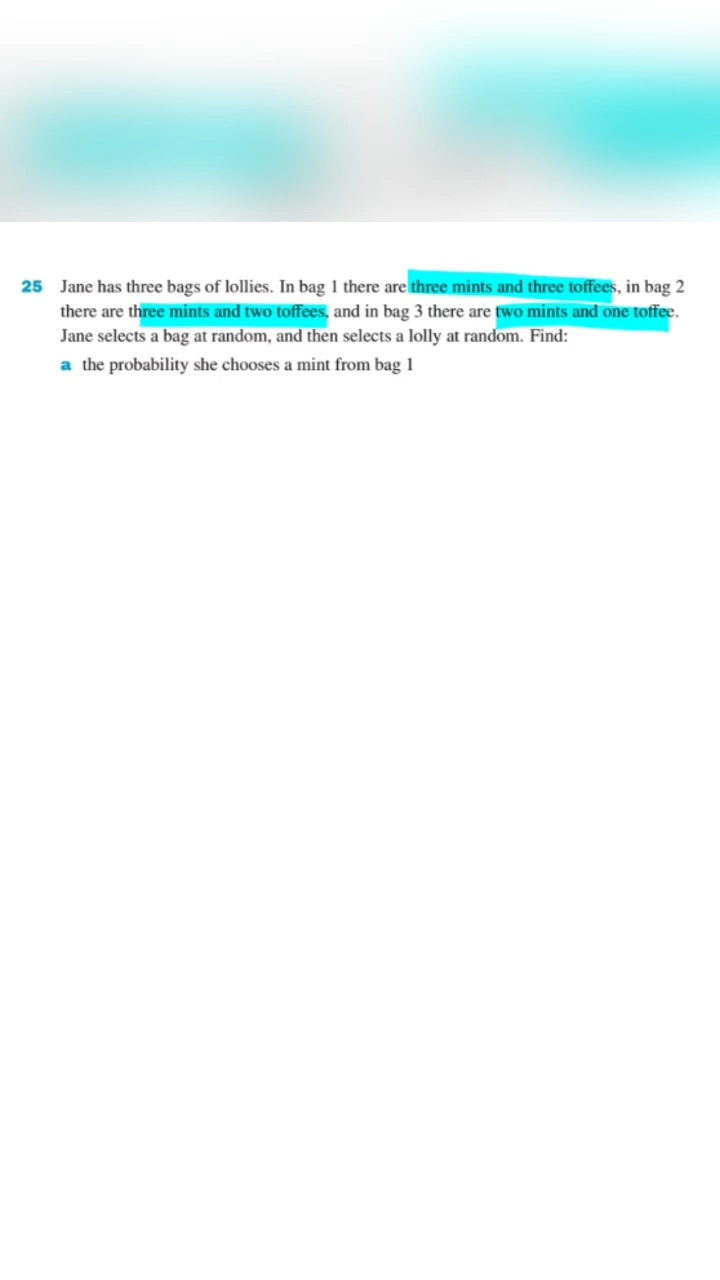 25 Jane has three bags of lollies. In bag 1 there are three mints and three toffees, in bag 2
there are three mints and two toffees, and in bag 3 there are two mints and one toffee.
Jane selects a bag at random, and then selects a lolly at random. Find:
a the probability she chooses a mint from bag 1